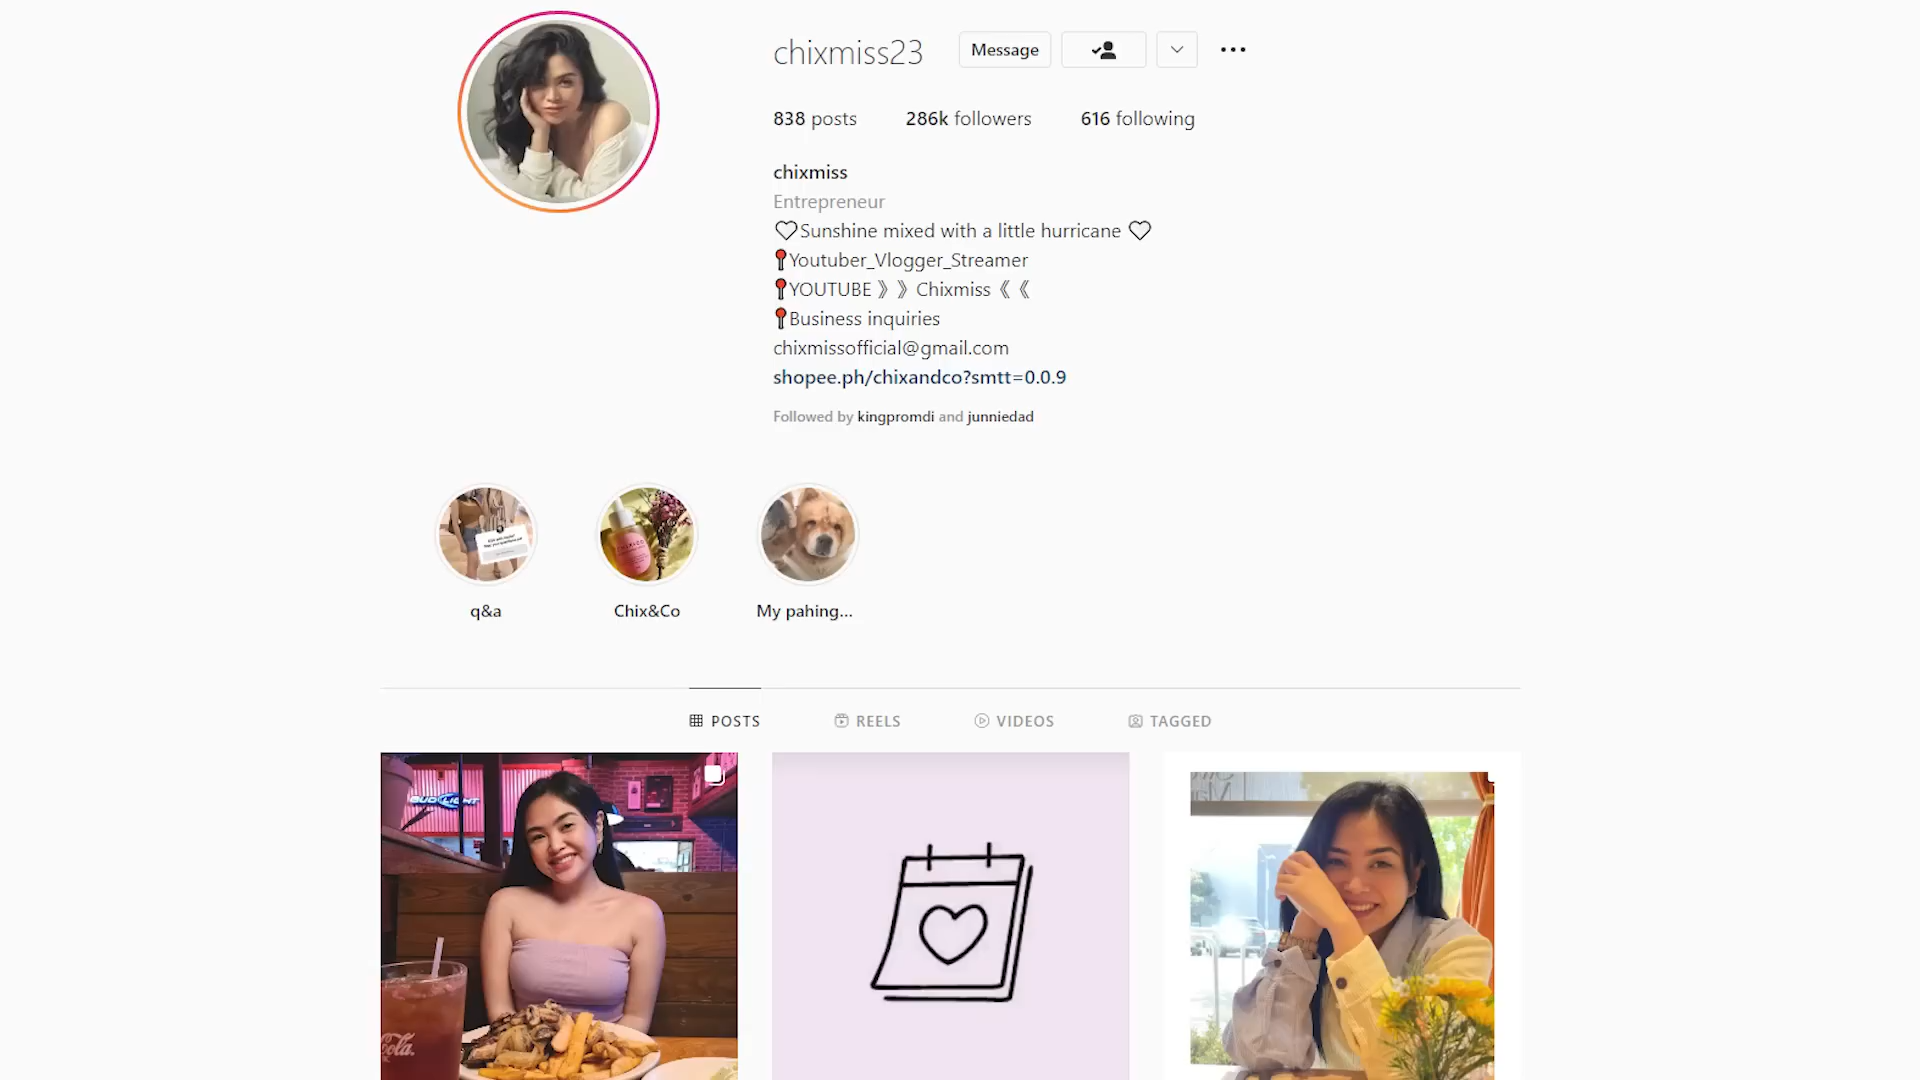 chixmiss23 Message
838 posts 286k followers 616 following
chixmiss
Entrepreneur
♡Sunshine mixed with a little hurricane ♡
📍Youtuber_Vlogger_Streamer
📍YOUTUBE 》》Chixmiss《《
📍Business inquiries
chixmissofficial@gmail.com
shopee.ph/chixandco?smtt=0.0.9
Followed by kingpromdi and junniedad
q&a Chix&Co My pahing...
POSTS REELS VIDEOS TAGGED
BUD LIGHT